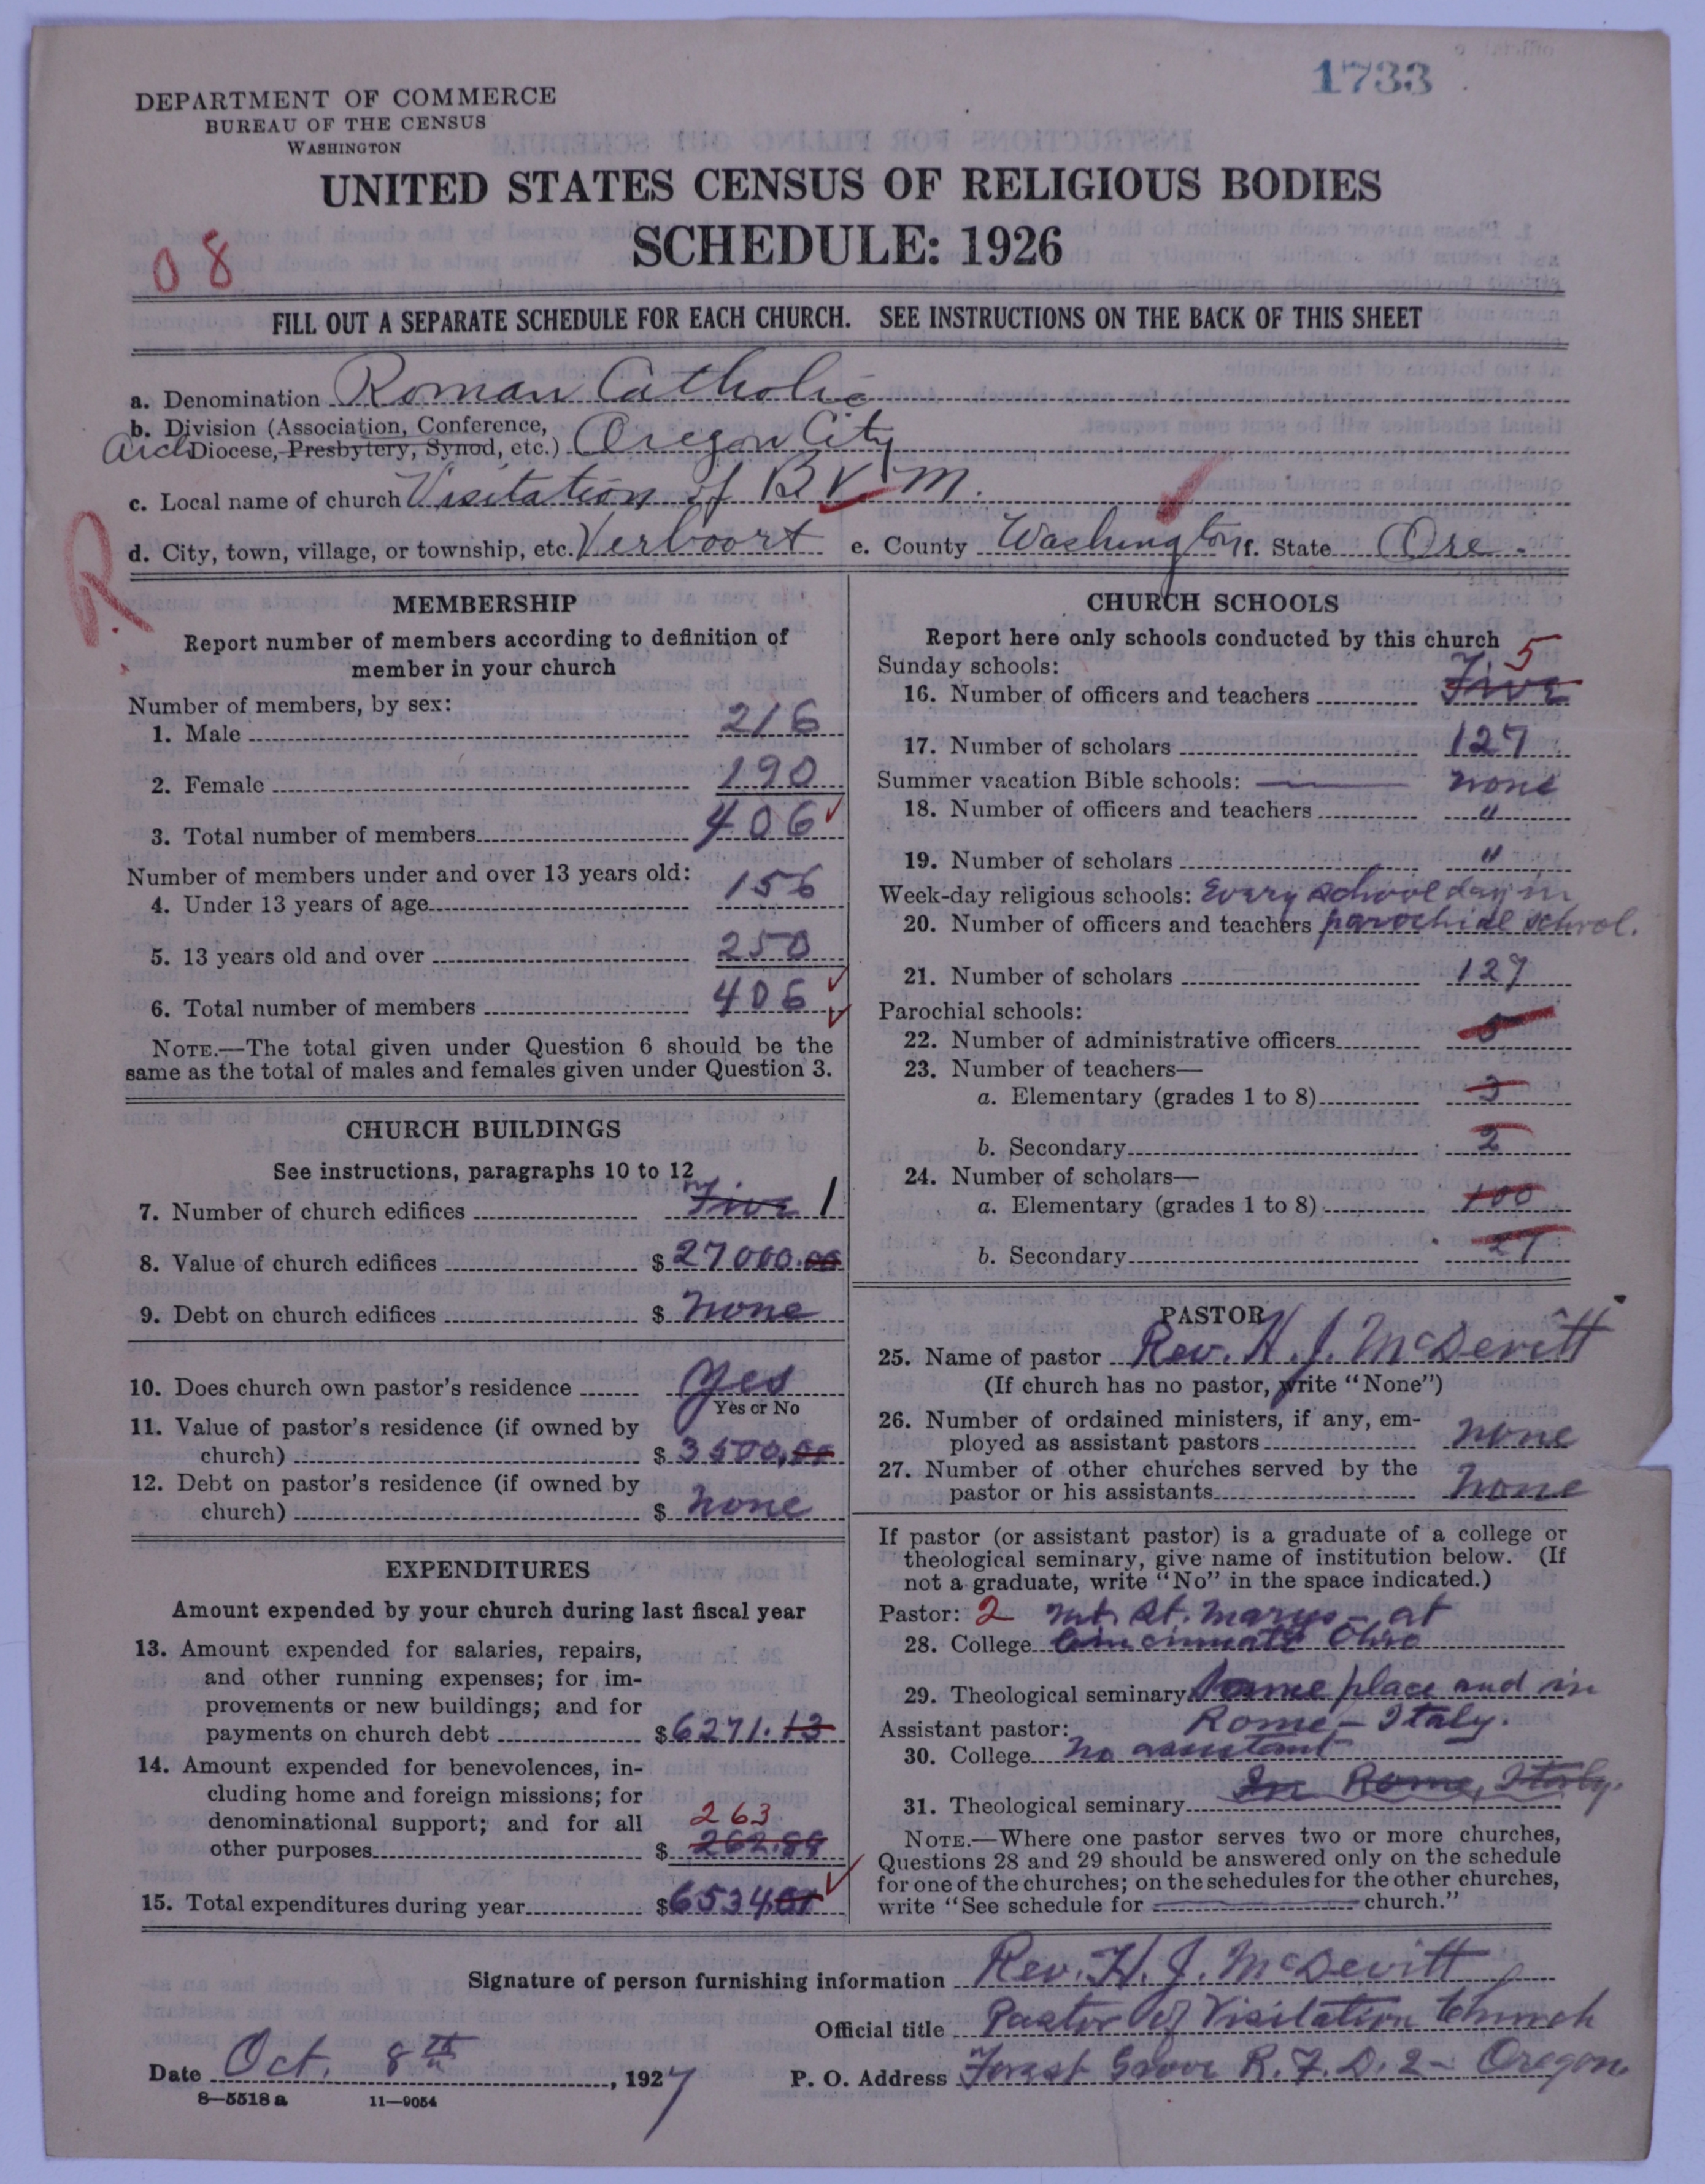 1733
DEPARTMENT OF COMMERCE
BUREAU OF THE CENSUS
WASHINGTON
UNITED STATES CENSUS OF RELIGIOUS BODIES
SCHEDULE: 1926
08
FILL OUT A SEPARATE SCHEDULE FOR EACH CHURCH. SEE INSTRUCTIONS ON THE BACK OF THIS SHEET
a. Denomination Roman Catholic
b. Division (Association, Conference,
Arch Diocese, Presbytery, Synod, etc.) Oregon City
c. Local name of church Visitation of B.V.M.
R
d. City, town, village, or township, etc. Verboort e. County Washington f. State Ore.
MEMBERSHIP
Report number of members according to definition of
member in your church
Number of members, by sex:
1. Male 216
2. Female 190
3. Total number of members 406
Number of members under and over 13 years old:
4. Under 13 years of age 156
5. 13 years old and over 250
6. Total number of members 406
NOTE.—The total given under Question 6 should be the
same as the total of males and females given under Question 3.
CHURCH BUILDINGS
See instructions, paragraphs 10 to 12
7. Number of church edifices Five 1
8. Value of church edifices $ 27000.00
9. Debt on church edifices $ none
10. Does church own pastor's residence Yes
Yes or No
11. Value of pastor's residence (if owned by
church) $ 3500.00
12. Debt on pastor's residence (if owned by
church) $ none
EXPENDITURES
Amount expended by your church during last fiscal year
13. Amount expended for salaries, repairs,
and other running expenses; for im-
provements or new buildings; and for
payments on church debt $ 6271.13
14. Amount expended for benevolences, in-
cluding home and foreign missions; for
denominational support; and for all 263
other purposes $ 262.88
15. Total expenditures during year $ 6534.01
CHURCH SCHOOLS
Report here only schools conducted by this church
Sunday schools: 5
16. Number of officers and teachers Five
17. Number of scholars 127
Summer vacation Bible schools: none
18. Number of officers and teachers "
19. Number of scholars "
Week-day religious schools: Every school day in
20. Number of officers and teachers parochial school.
21. Number of scholars 127
Parochial schools:
22. Number of administrative officers 5
23. Number of teachers—
a. Elementary (grades 1 to 8) 3
b. Secondary 2
24. Number of scholars—
a. Elementary (grades 1 to 8) 100
b. Secondary 27
PASTOR
25. Name of pastor Rev. H. J. McDevitt
(If church has no pastor, write "None")
26. Number of ordained ministers, if any, em-
ployed as assistant pastors none
27. Number of other churches served by the
pastor or his assistants none
If pastor (or assistant pastor) is a graduate of a college or
theological seminary, give name of institution below. (If
not a graduate, write "No" in the space indicated.)
Pastor: 2 Mt. St. Marys - at
28. College Cincinnati Ohio
29. Theological seminary Same place and in
Assistant pastor: Rome - Italy.
30. College No assistant
In Rome, Italy.
31. Theological seminary
NOTE.—Where one pastor serves two or more churches,
Questions 28 and 29 should be answered only on the schedule
for one of the churches; on the schedules for the other churches,
write "See schedule for church."
Signature of person furnishing information Rev. H. J. McDevitt
Official title Pastor of Visitation Church
Date Oct. 8th, 1927 P. O. Address Forest Grove R. F. D. 2 - Oregon
8—5518 a 11—9054